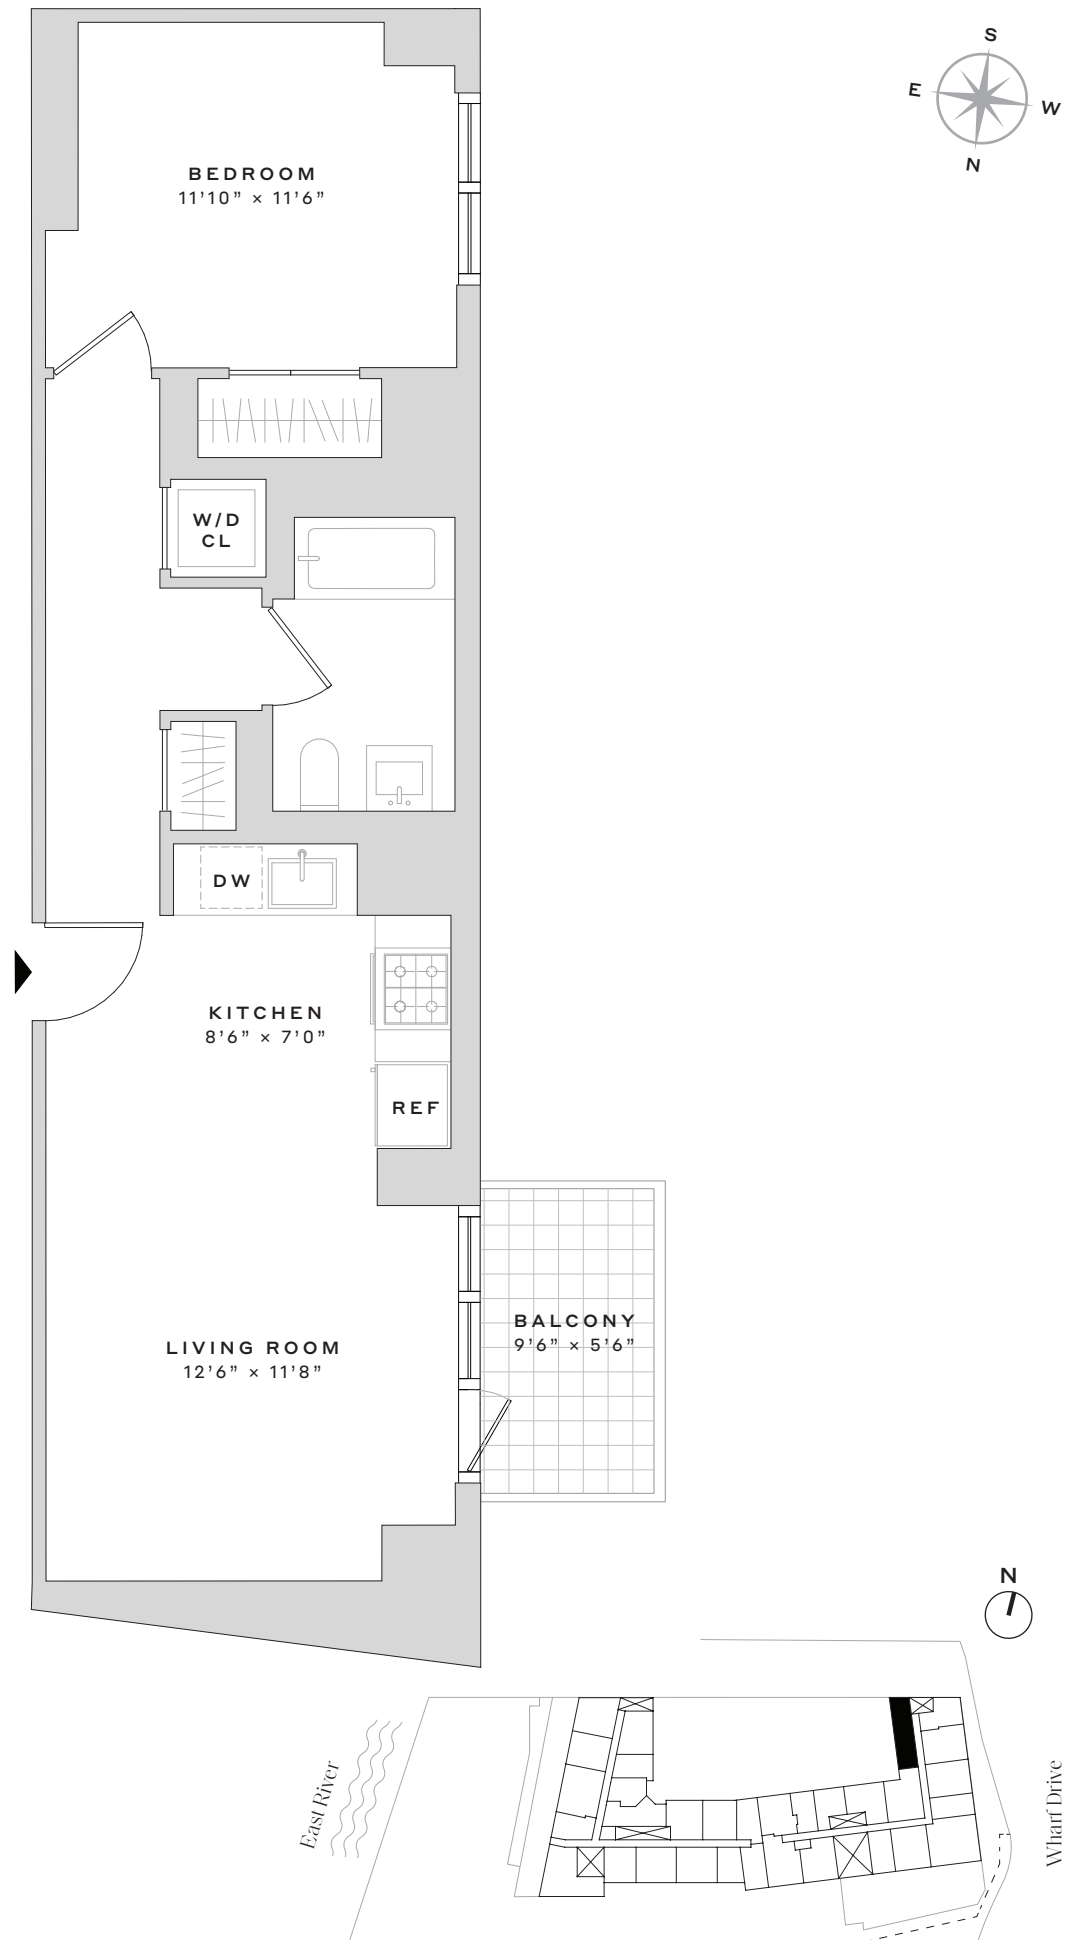 S
E
W
N
BEDROOM
11’10” × 11’6”
W/D
CL
DW
KITCHEN
8’6” × 7’0”
REF
BALCONY
9’6” × 5’6”
LIVING ROOM
12’6” × 11’8”
N
East River
Wharf Drive